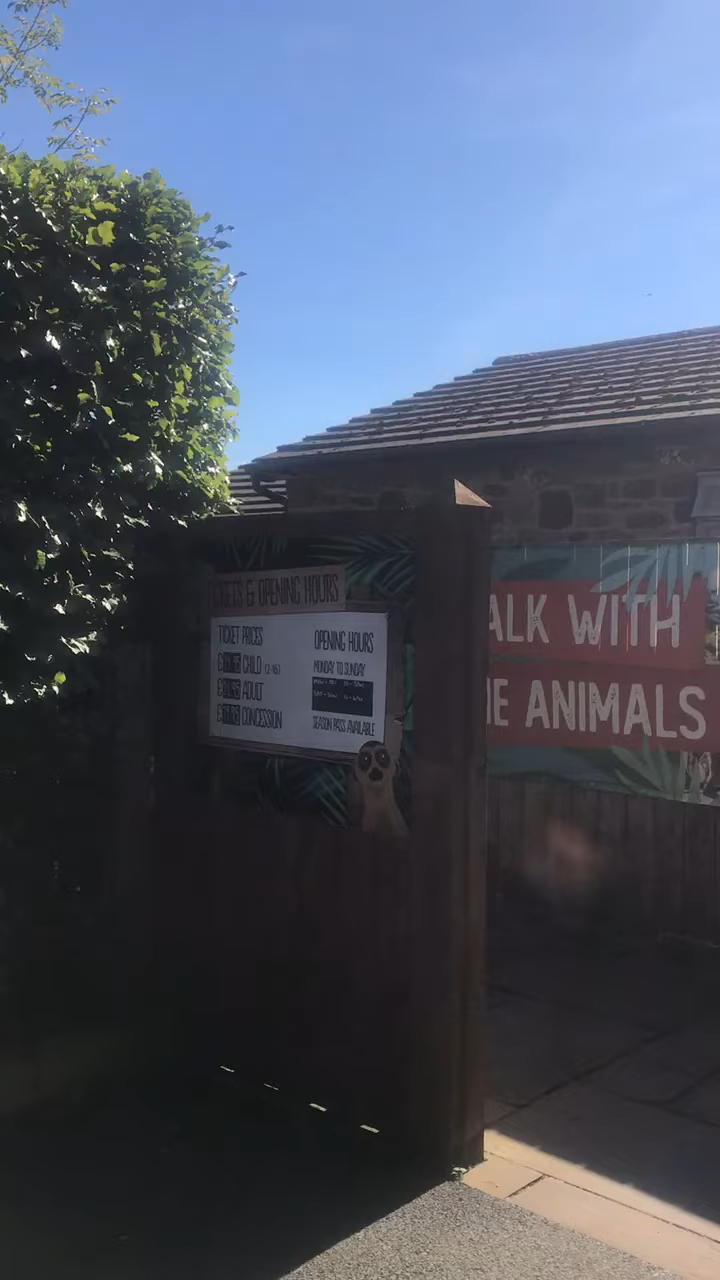 TICKETS & OPENING HOURS
TICKET PRICES
£ CHILD (2-16)
£ ADULT
£ CONCESSION
OPENING HOURS
MONDAY TO SUNDAY
SEASON PASS AVAILABLE
ALK WITH
E ANIMALS